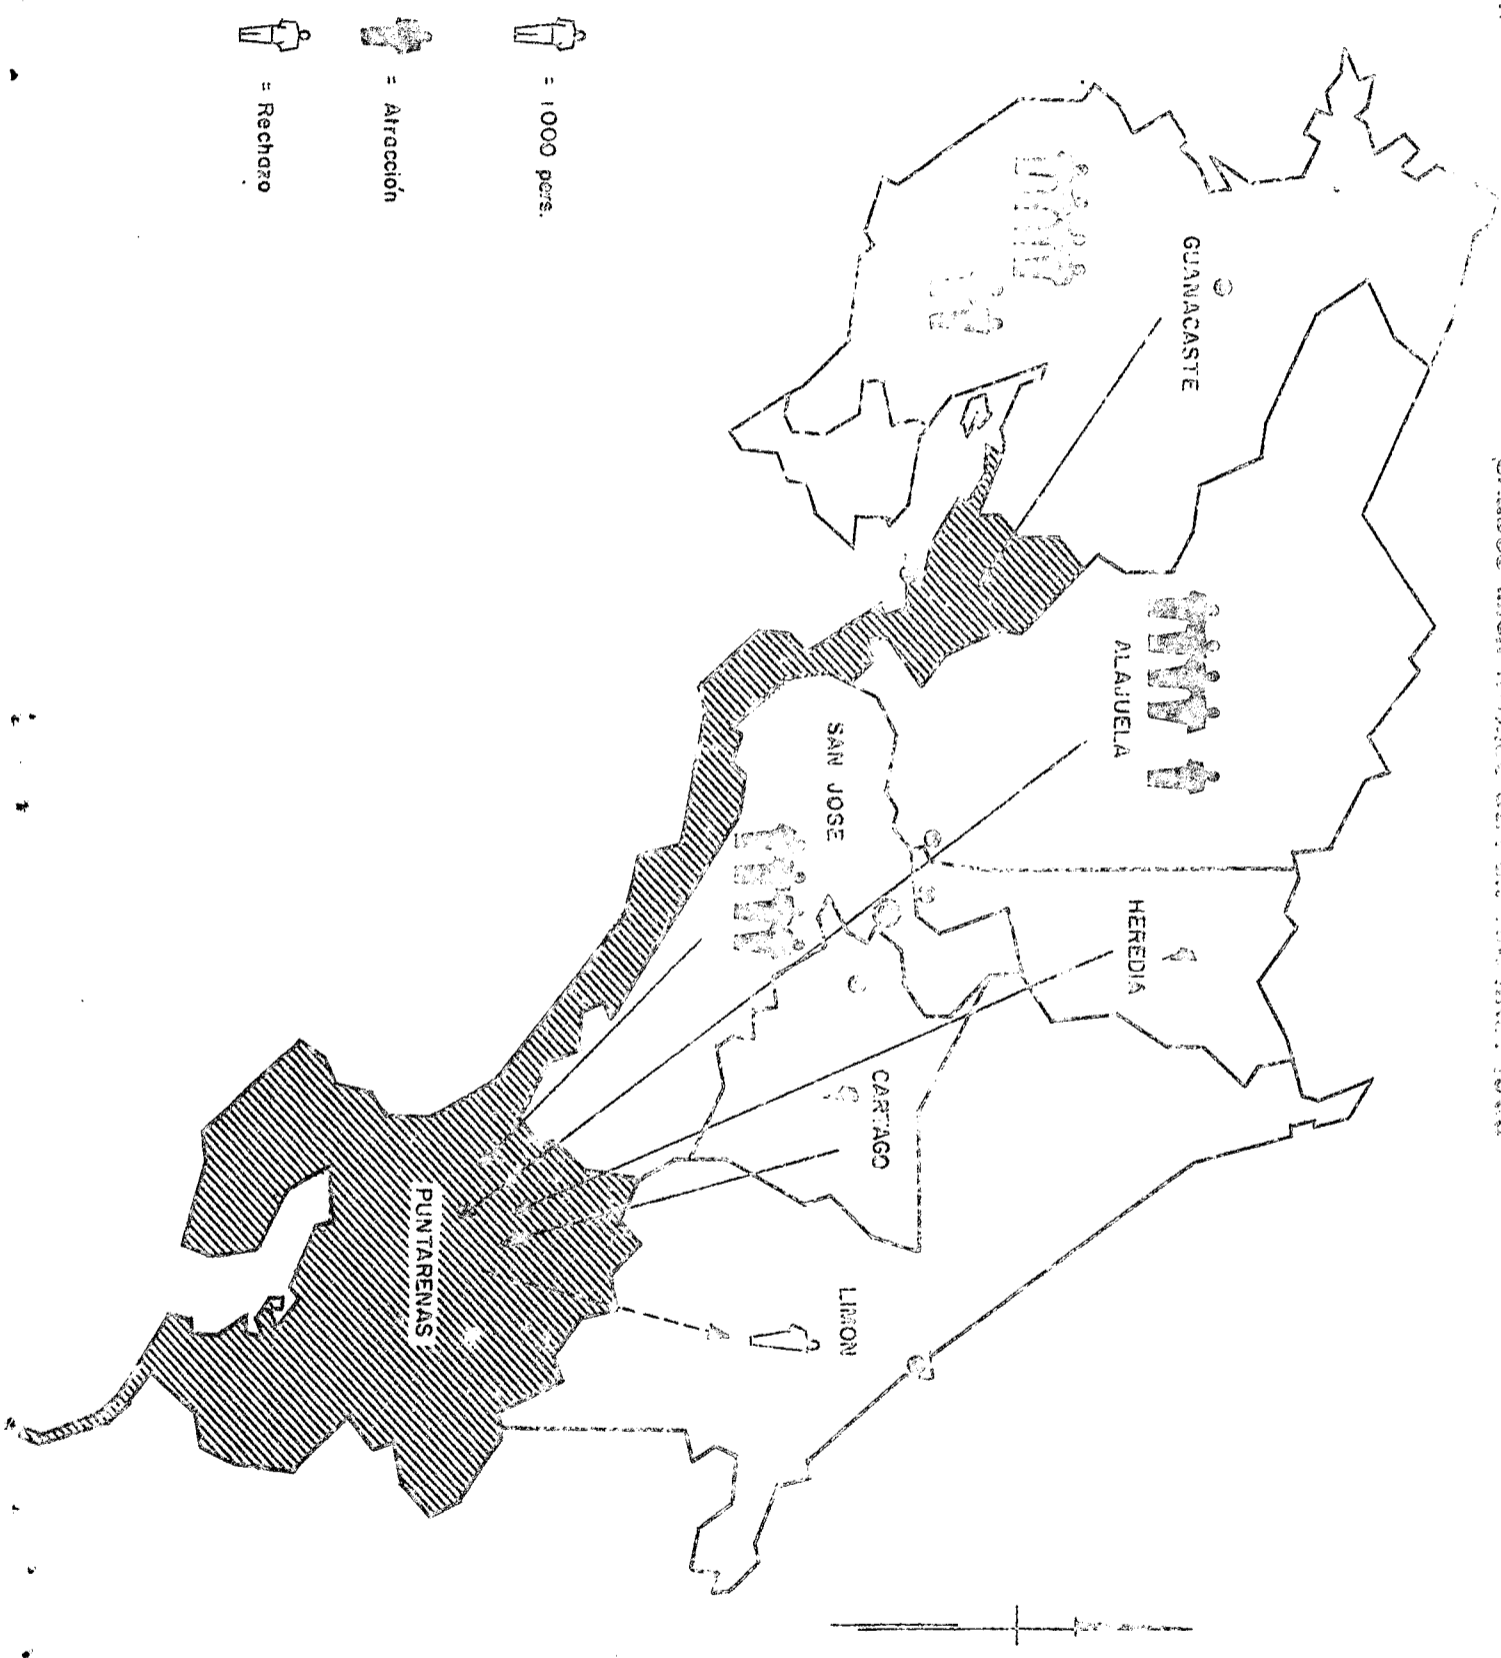 GUANACASTE
ALAJUELA
HEREDIA
SAN JOSE
CARTAGO
LIMON
PUNTARENAS
= 1000 pers.
= Atracción
= Rechazo